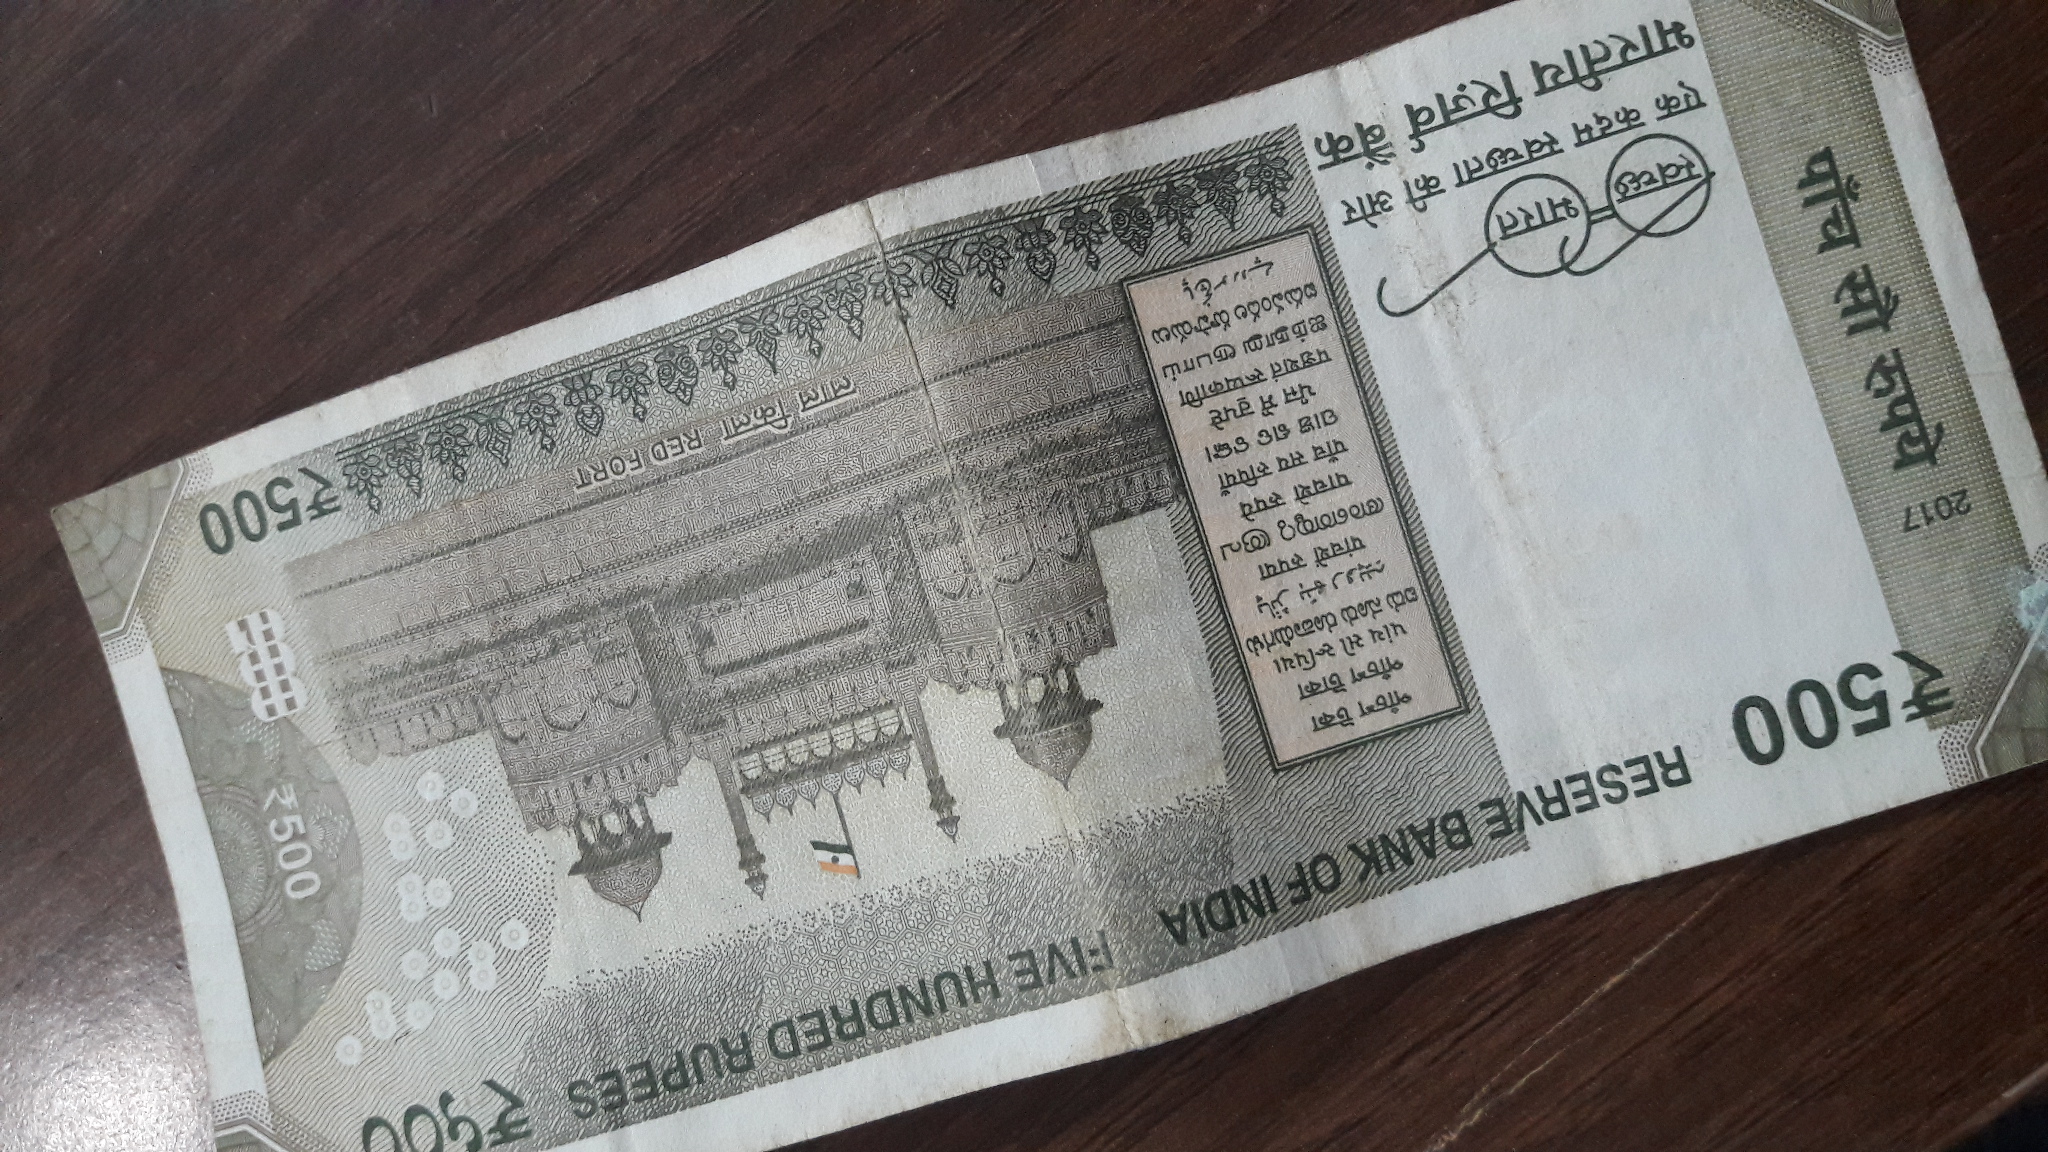 ₹500 RESERVE BANK OF INDIA FIVE HUNDRED RUPEES ₹५००
2017
पाँच सौ रुपये
পাঁচশ টকা
পাঁচশ টাকা
પાંચ સો રૂપિયા
ಐದು ನೂರು ರೂಪಾಯಿಗಳು
پانژ ہتھ روپیہ
पांचशें रुपया
അഞ്ഞൂറു രൂപ
पाचशे रुपये
पाँच सय रुपियाँ
ପାଞ୍ଚ ଶତ ଟଙ୍କା
ਪੰਜ ਸੌ ਰੁਪਏ
पञ्चशतं रूप्यकाणि
ஐந்நூறு ரூபாய்
ఐదువందల రూపాయలు
پانچ سو روپے
₹500
लाल किला RED FORT
₹500
स्वच्छ भारत
एक कदम स्वच्छता की ओर
भारतीय रिज़र्व बैंक